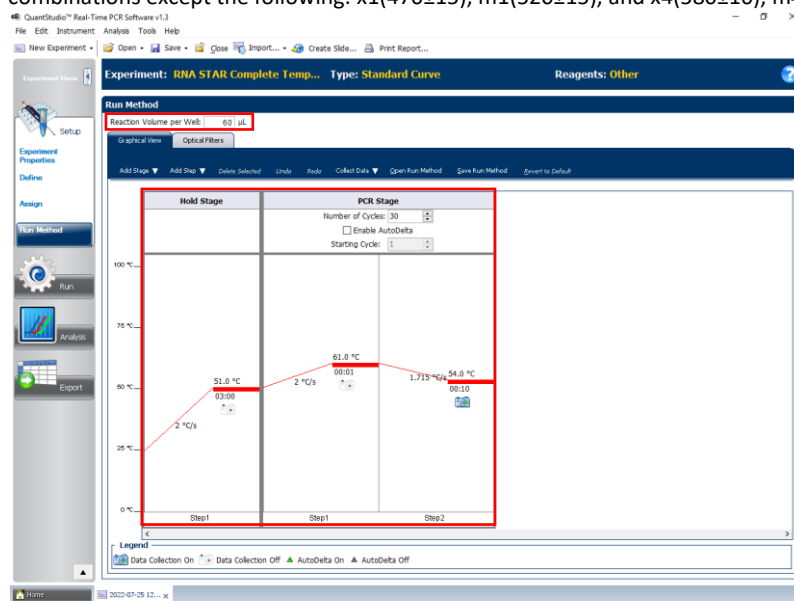 combinations except the following: x1(470±15), m1(520±15), and x4(580±10), m4
QuantStudio™ Real-Time PCR Software v1.3
File Edit Instrument Analysis Tools Help
New Experiment Open Save Close Import... Create Slide... Print Report...
Experiment Menu
Experiment: RNA STAR Complete Temp... Type: Standard Curve Reagents: Other
Run Method
Reaction Volume per Well: 60 µL
Setup
Graphical View Optical Filters
Experiment
Properties
Define
Add Stage Add Step Delete Selected Undo Redo Collect Data Open Run Method Save Run Method Revert to Default
Assign
Run Method
Hold Stage PCR Stage
Number of Cycles: 30
Enable AutoDelta
Starting Cycle: 1
100 °C
Run
75 °C
Analysis
61.0 °C
00:01
2 °C/s
1.715 °C/s
54.0 °C
00:10
51.0 °C
03:00
50 °C
Export
2 °C/s
25 °C
0 °C
Step1 Step1 Step2
Legend
Data Collection On Data Collection Off AutoDelta On AutoDelta Off
Home 2022-07-25 12... x